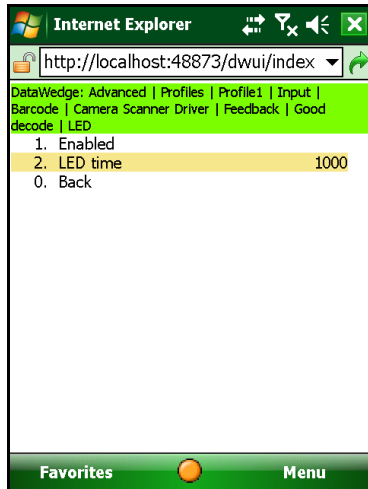 Internet Explorer
http://localhost:48873/dwui/index
DataWedge: Advanced | Profiles | Profile1 | Input |
Barcode | Camera Scanner Driver | Feedback | Good
decode | LED
1. Enabled
2. LED time 1000
0. Back
Favorites Menu